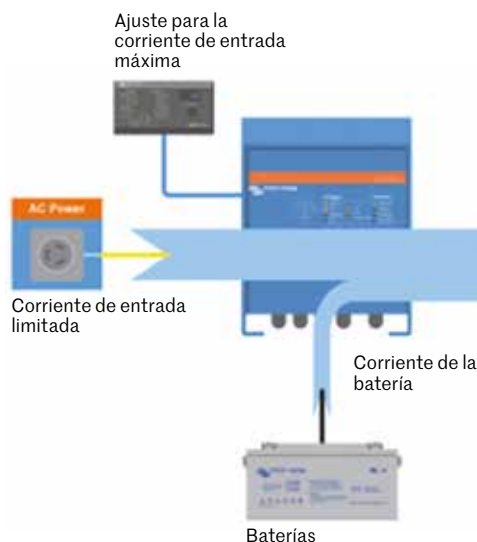 Ajuste para la
corriente de entrada
máxima
AC Power
Corriente de entrada
limitada
Corriente de la
batería
Baterías